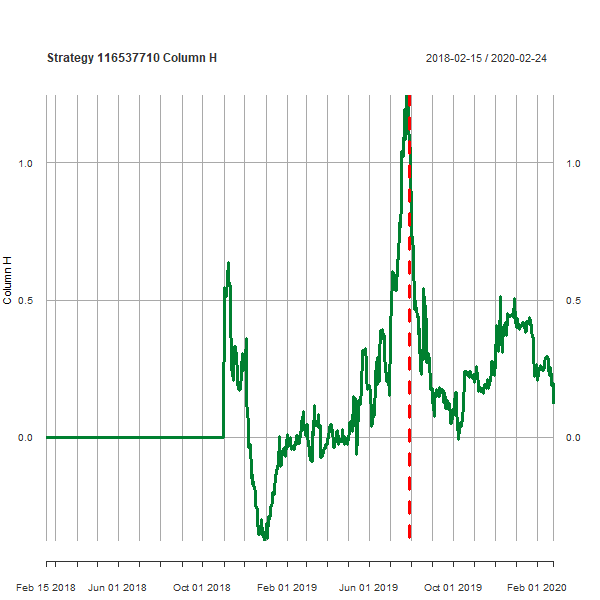 Strategy 116537710 Column H
2018-02-15 / 2020-02-24
Column H
1.0
1.0
0.5
0.5
0.0
0.0
Feb 15 2018
Jun 01 2018
Oct 01 2018
Feb 01 2019
Jun 01 2019
Oct 01 2019
Feb 01 2020